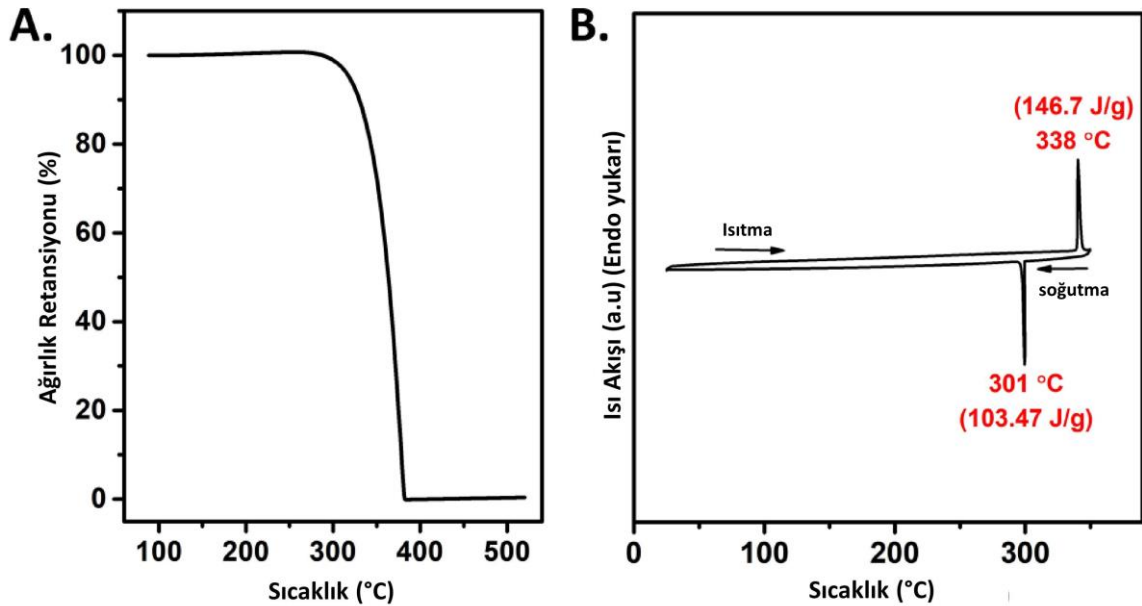 A.
Ağırlık Retansiyonu (%)
100
80
60
40
20
0
100
200
300
400
500
Sıcaklık (°C)
B.
Isı Akışı (a.u) (Endo yukarı)
(146.7 J/g)
338 °C
Isıtma
soğutma
301 °C
(103.47 J/g)
0
100
200
300
Sıcaklık (°C)